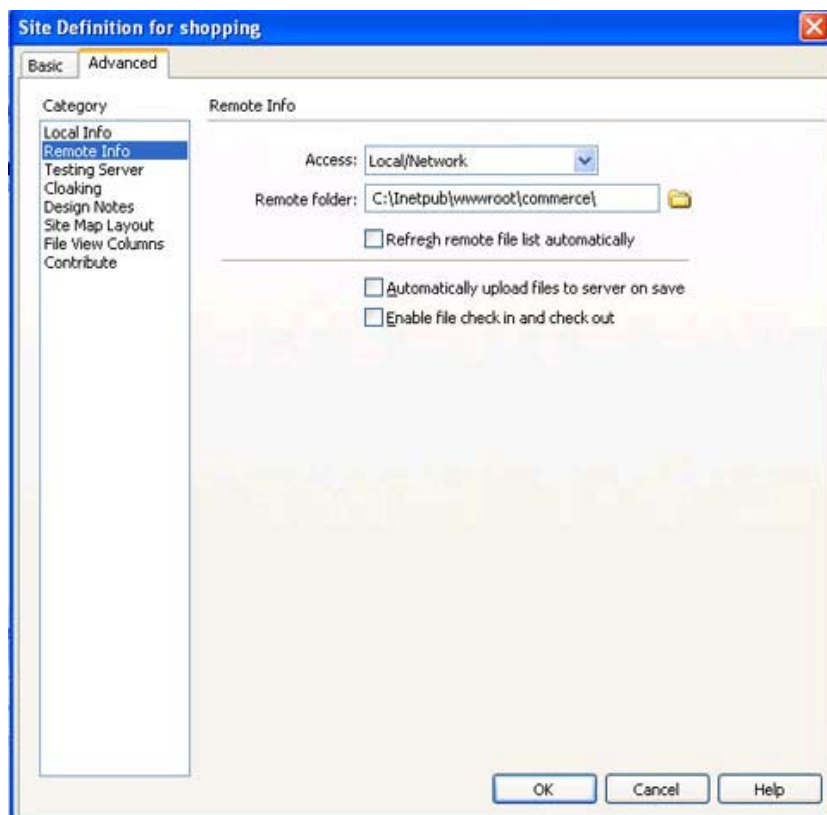 Site Definition for shopping
Basic
Advanced
Category
Local Info
Remote Info
Testing Server
Cloaking
Design Notes
Site Map Layout
File View Columns
Contribute
Remote Info
Access: Local/Network
Remote folder: C:\Inetpub\wwwroot\commerce\
Refresh remote file list automatically
Automatically upload files to server on save
Enable file check in and check out
OK
Cancel
Help